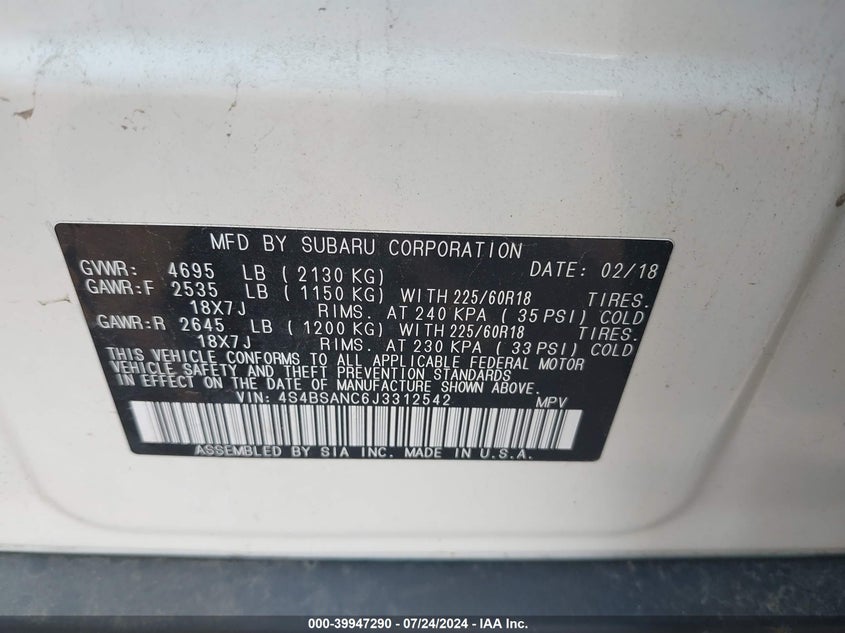 MFD BY SUBARU CORPORATION
GVWR: 4695 LB ( 2130 KG) DATE: 02/18
GAWR:F 2535 LB ( 1150 KG) WITH 225/60R18 TIRES.
18X7J RIMS. AT 240 KPA ( 35 PSI) COLD
GAWR:R 2645 LB ( 1200 KG) WITH 225/60R18 TIRES.
18X7J RIMS. AT 230 KPA ( 33 PSI) COLD
THIS VEHICLE CONFORMS TO ALL APPLICABLE FEDERAL MOTOR
VEHICLE SAFETY AND THEFT PREVENTION STANDARDS
IN EFFECT ON THE DATE OF MANUFACTURE SHOWN ABOVE.
VIN: 4S4BSANC6J3312542 MPV
ASSEMBLED BY SIA INC. MADE IN U.S.A.
000-39947290 - 07/24/2024 - IAA Inc.